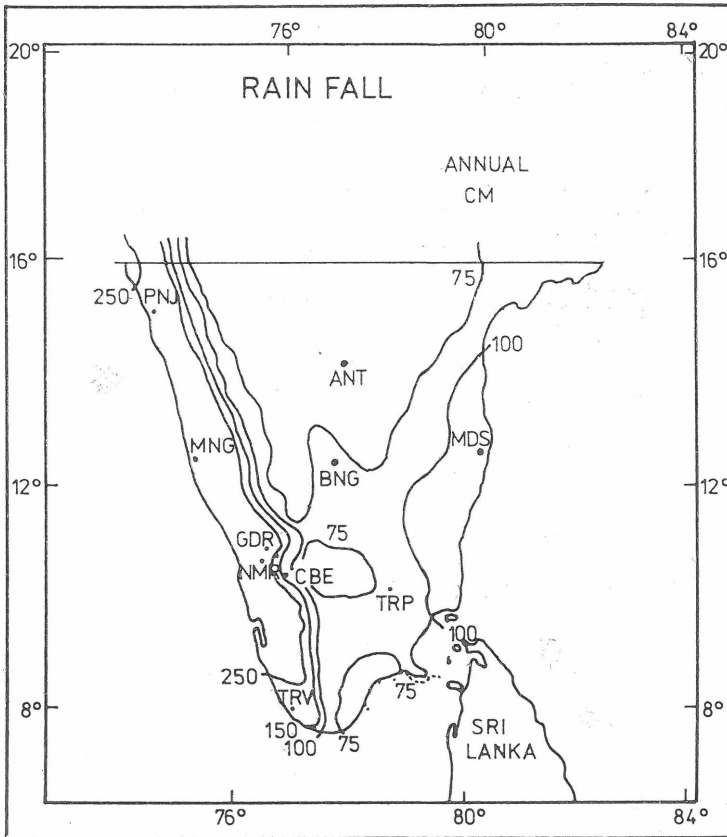 76° 80° 84°
20° 20°
RAIN FALL
ANNUAL
CM
16° 16°
75
250 PNJ
100
ANT
MNG
MDS
BNG
12° 12°
75
GDR
NMR CBE
TRP
100
250
TRV
75
8° 8°
150
100
75
SRI
LANKA
76° 80° 84°